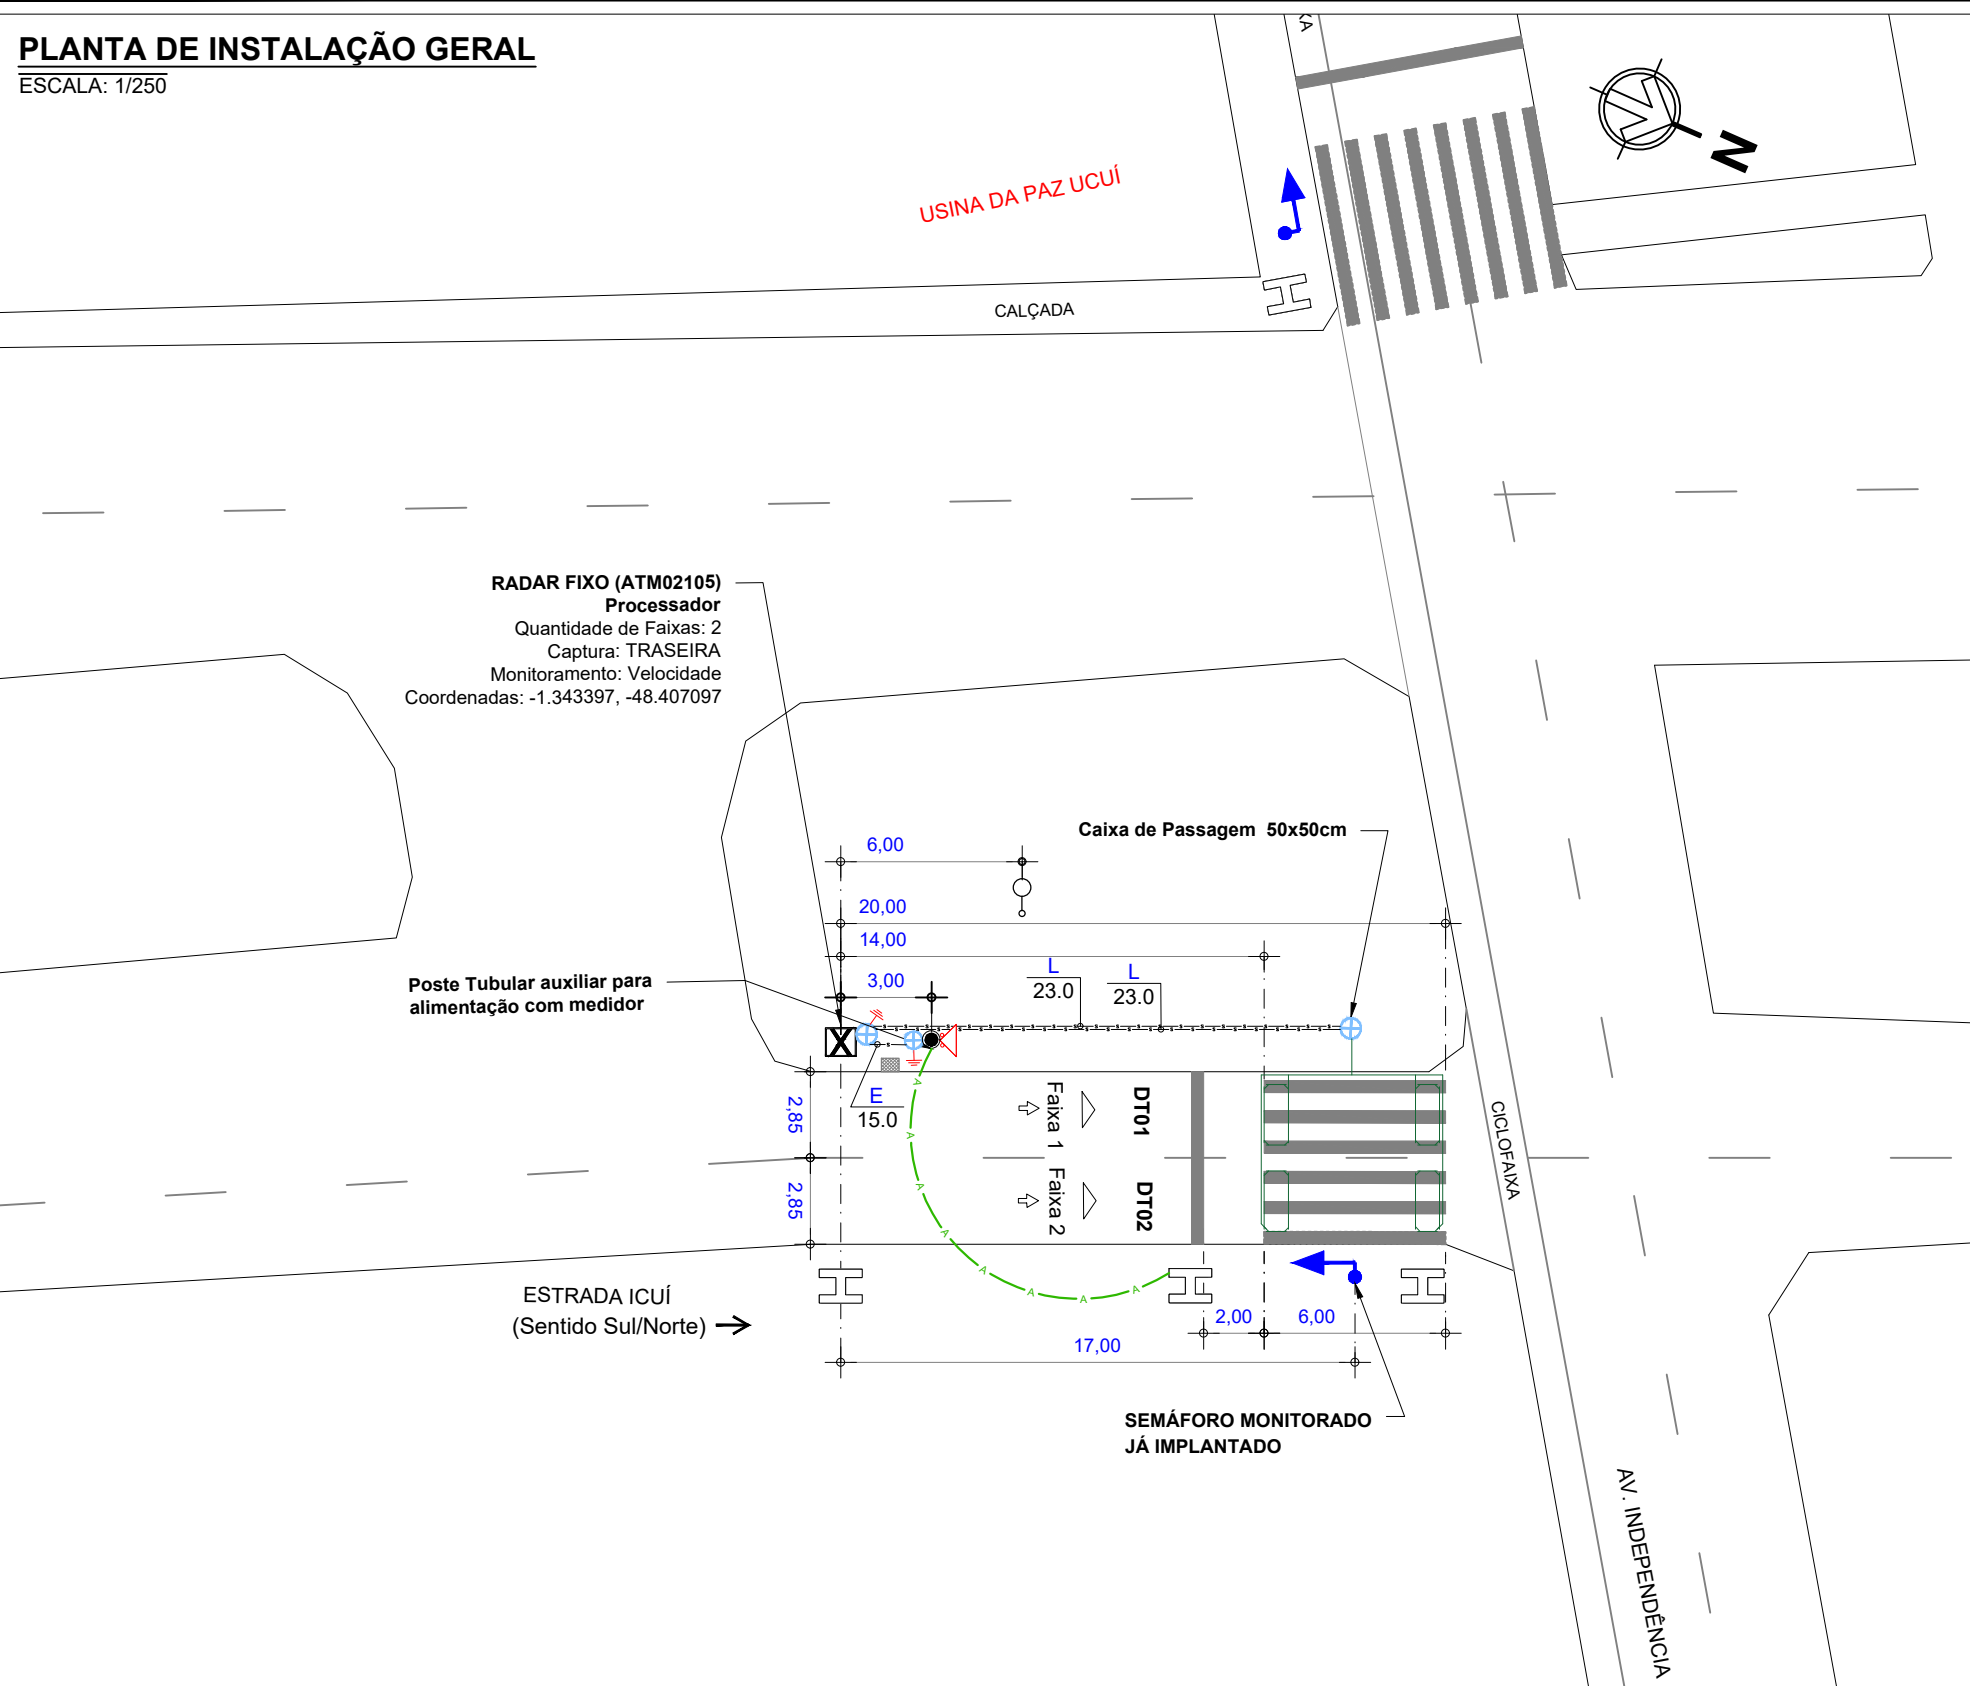 PLANTA DE INSTALAÇÃO GERAL
ESCALA: 1/250
N
USINA DA PAZ UCUÍ
CALÇADA
RADAR FIXO (ATM02105)
Processador
Quantidade de Faixas: 2
Captura: TRASEIRA
Monitoramento: Velocidade
Coordenadas: -1.343397, -48.407097
Caixa de Passagem 50x50cm
6,00
20,00
14,00
3,00
L
23.0
L
23.0
Poste Tubular auxiliar para
alimentação com medidor
X
E
15.0
2,85
2,85
Faixa 1
DT01
Faixa 2
DT02
CICLOFAIXA
ESTRADA ICUÍ
(Sentido Sul/Norte)
2,00
6,00
17,00
SEMÁFORO MONITORADO
JÁ IMPLANTADO
AV. INDEPENDÊNCIA